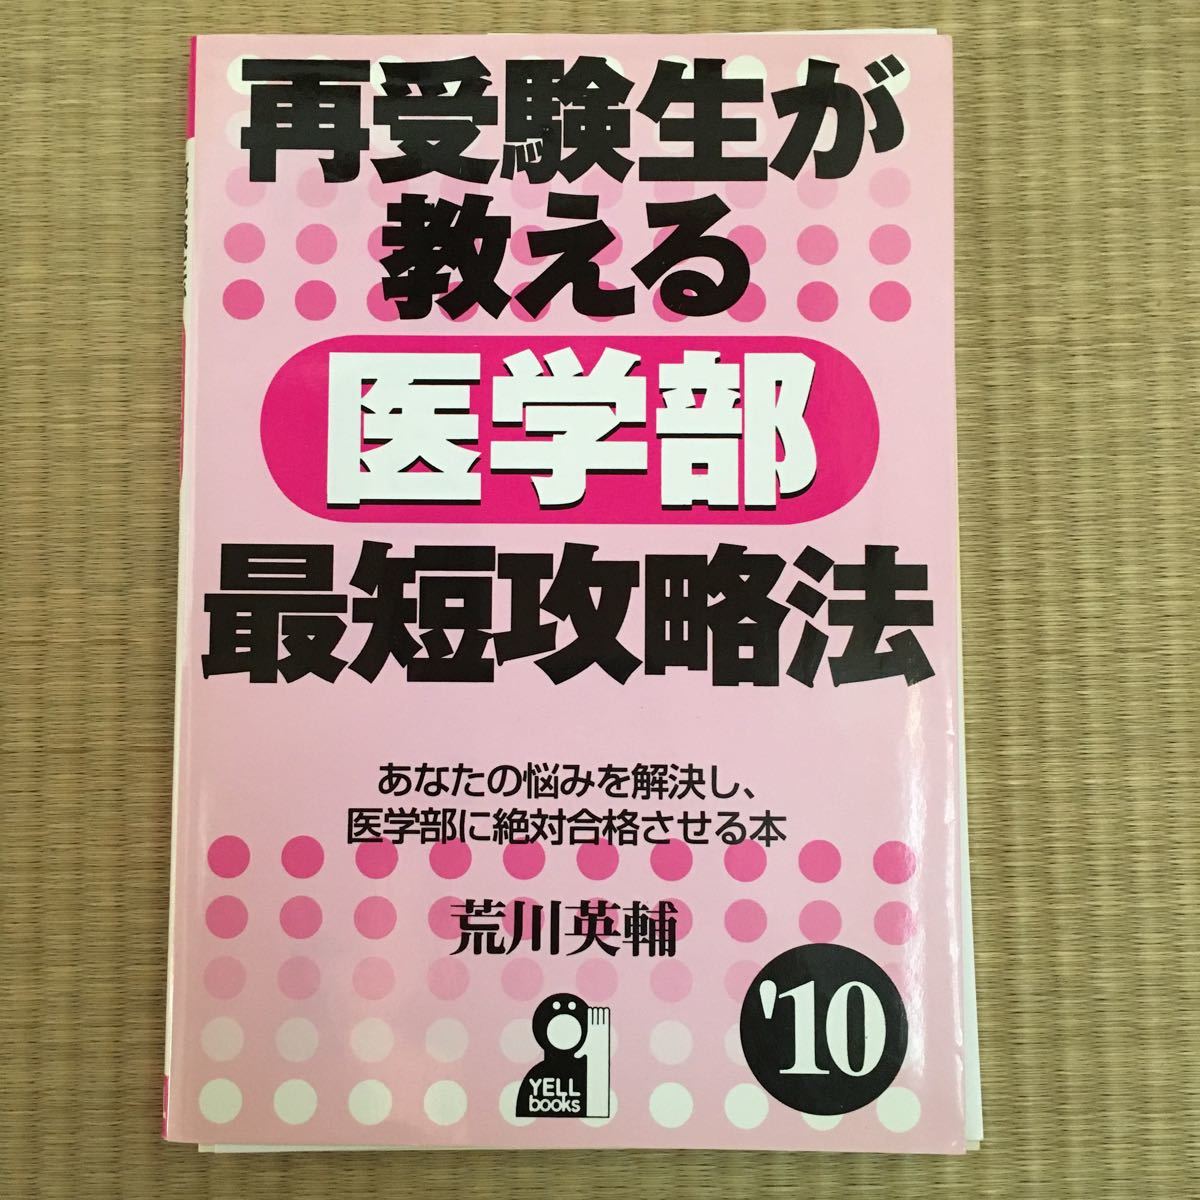 再受験生が
教える
医学部
最短攻略法
あなたの悩みを解決し、
医学部に絶対合格させる本
荒川英輔
'10
YELL
books